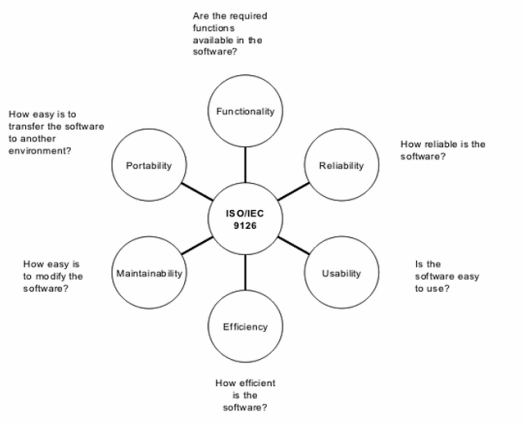 Are the required
functions
available in the
software?
Functionality
How easy is to
transfer the software
to another
environment?
Portability
Reliability
How reliable is the
software?
ISO/IEC
9126
How easy is
to modify the
software?
Maintainability
Usability
Is the
software easy
to use?
Efficiency
How efficient
is the
software?